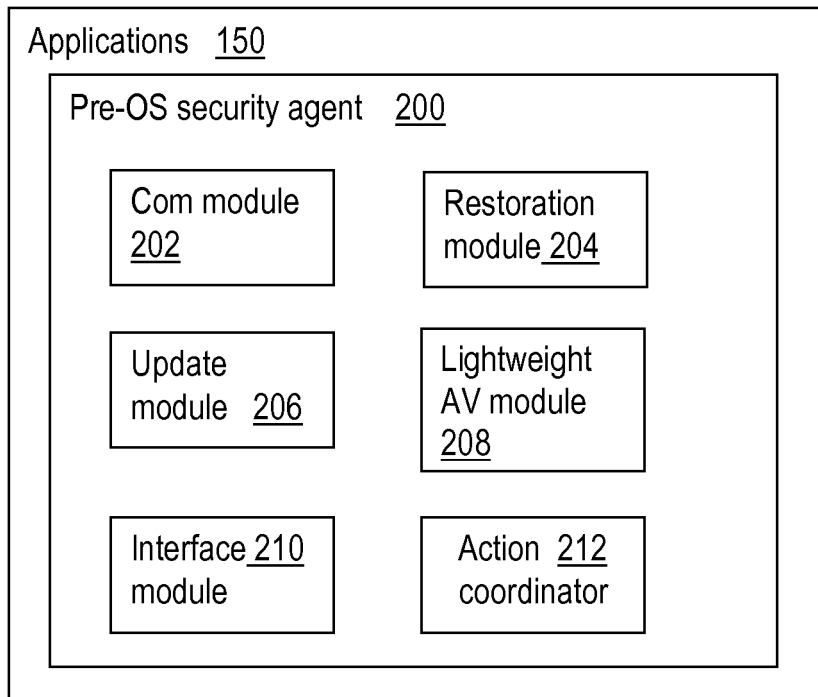 Applications 150
Pre-OS security agent 200
Com module
202
Restoration
module 204
Update
module 206
Lightweight
AV module
208
Interface 210
module
Action 212
coordinator